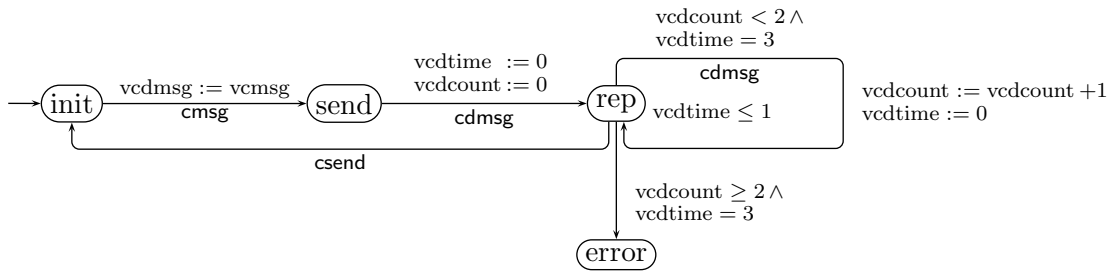 vcdcount < 2 ∧
vcdtime = 3
cdmsg
vcdtime := 0
vcdcount := 0
cdmsg
vcdmsg := vcmsg
cmsg
init
send
rep
vcdtime ≤ 1
vcdcount := vcdcount +1
vcdtime := 0
csend
vcdcount ≥ 2 ∧
vcdtime = 3
error